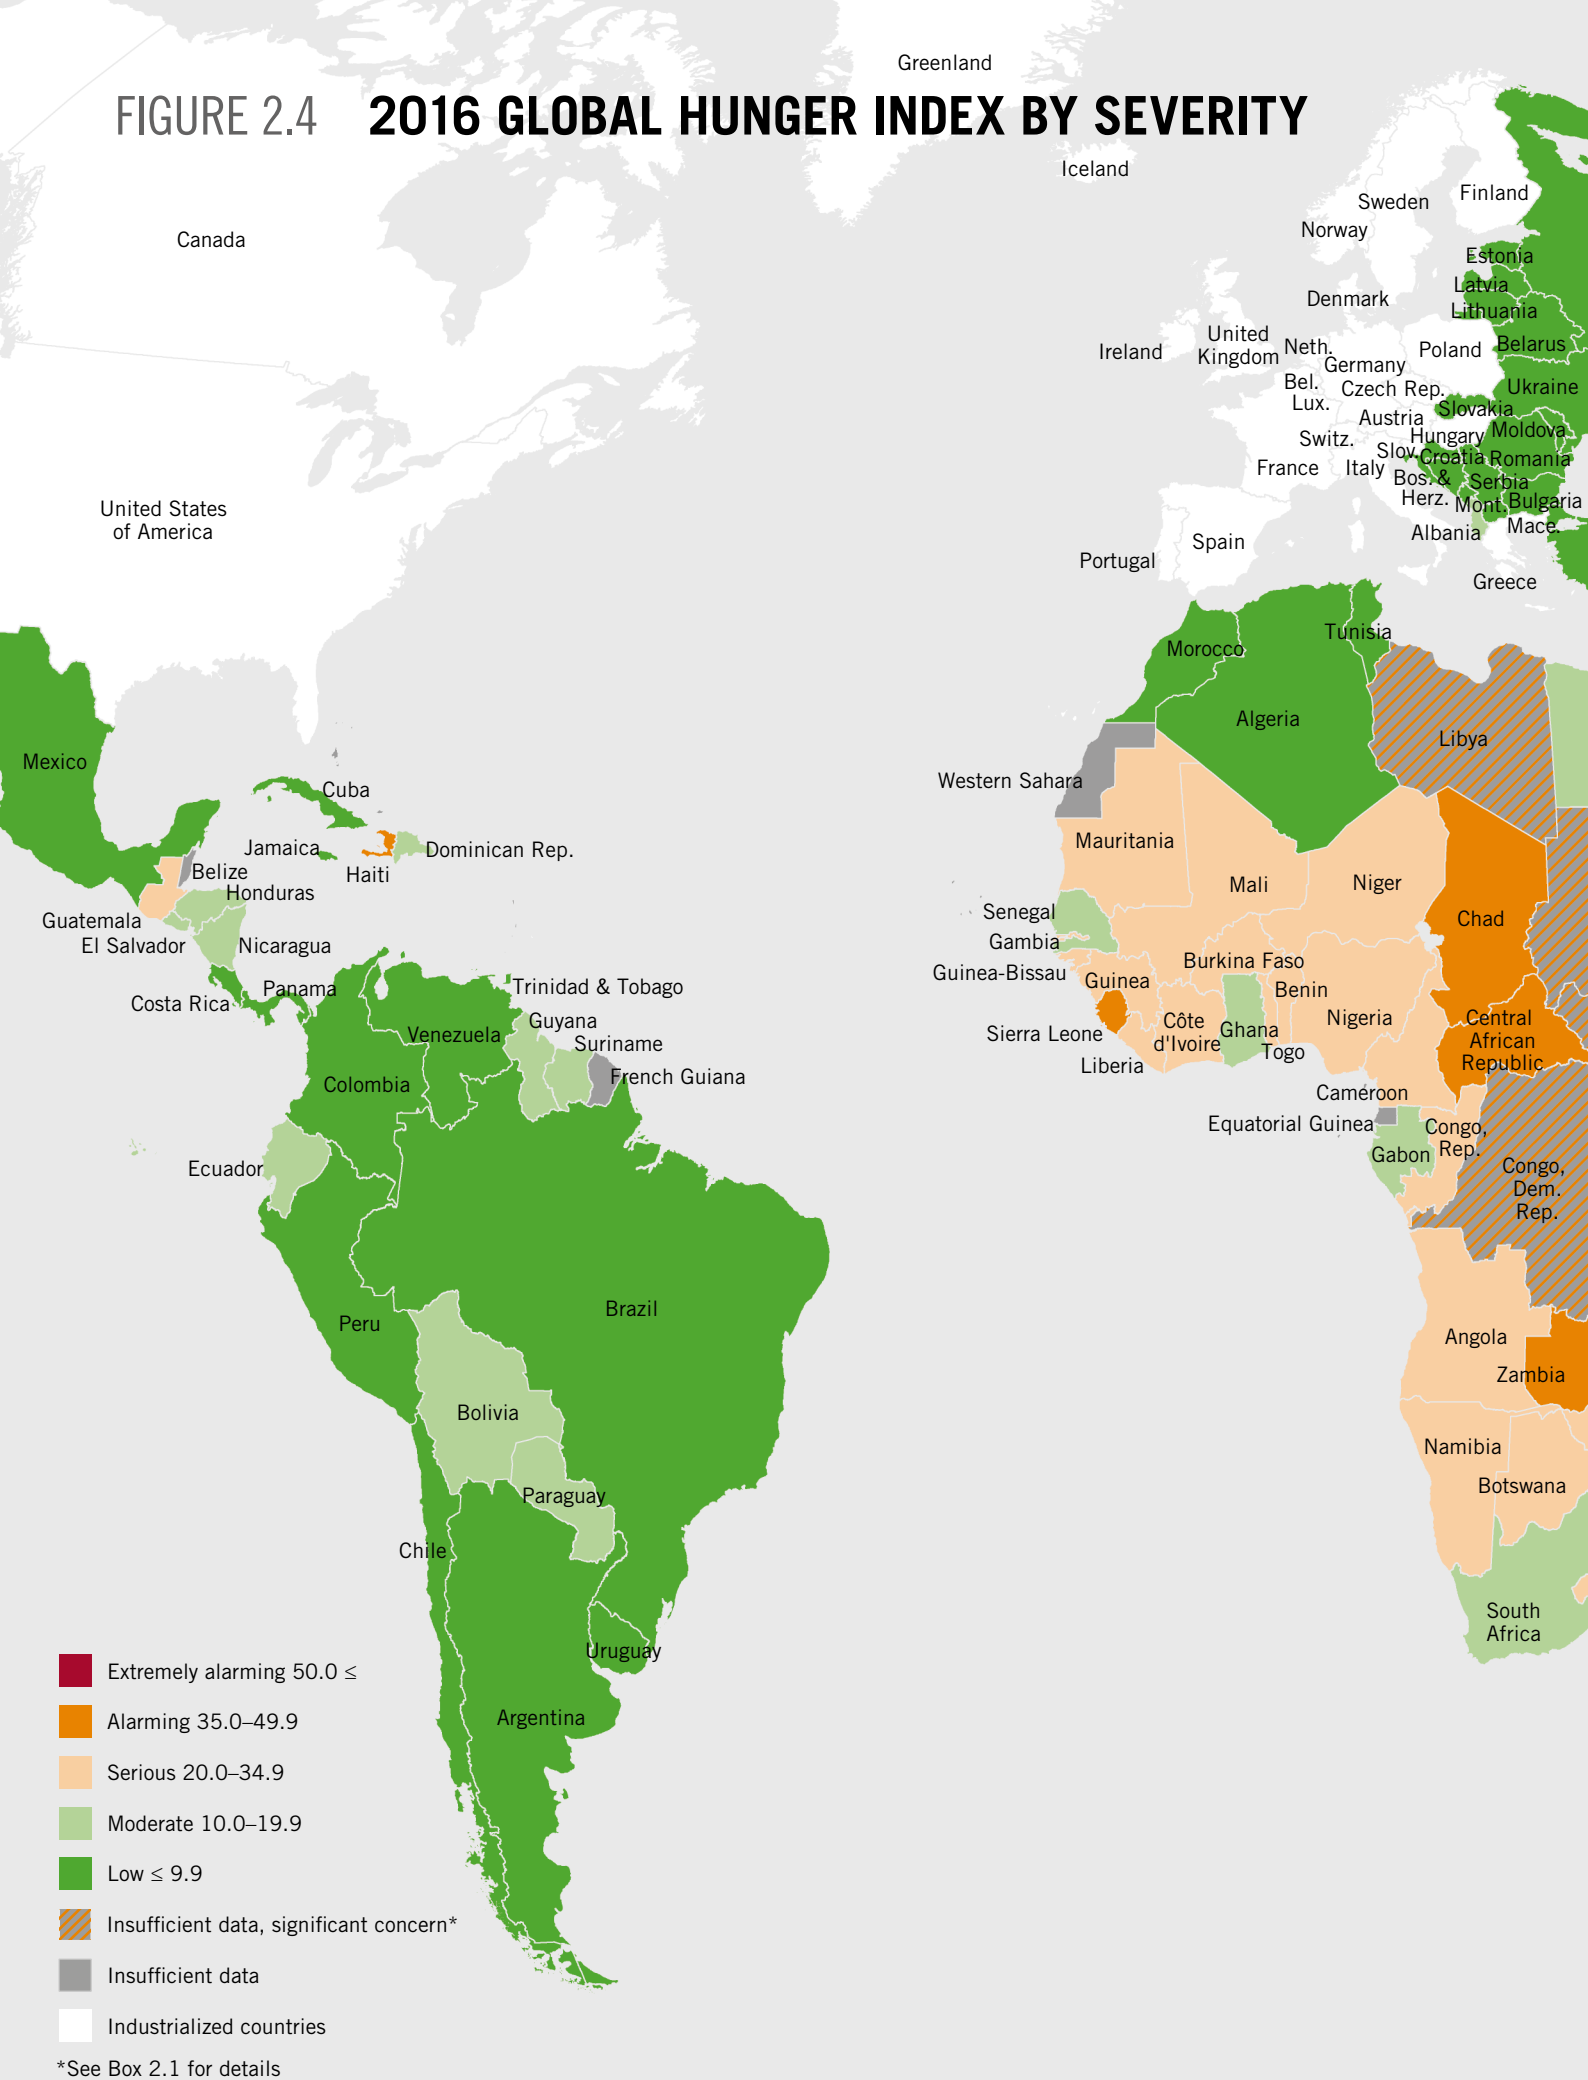 FIGURE 2.4 2016 GLOBAL HUNGER INDEX BY SEVERITY
Greenland
Iceland
Canada
Sweden
Finland
Norway
Estonia
Latvia
Lithuania
Denmark
Belarus
Ireland
United
Kingdom
Neth.
Germany
Poland
Bel.
Lux.
Czech Rep.
Ukraine
Slovakia
Austria
Switz.
Hungary
Moldova
Slov.
Croatia
Romania
France
Italy
Bos. &
Herz.
Serbia
Mont.
Bulgaria
Albania
Mace.
United States
of America
Portugal
Spain
Greece
Mexico
Cuba
Jamaica
Haiti
Dominican Rep.
Belize
Honduras
Guatemala
El Salvador
Nicaragua
Costa Rica
Panama
Trinidad & Tobago
Venezuela
Guyana
Suriname
French Guiana
Colombia
Ecuador
Peru
Brazil
Bolivia
Paraguay
Chile
Uruguay
Argentina
Morocco
Tunisia
Algeria
Libya
Western Sahara
Mauritania
Mali
Niger
Chad
Senegal
Gambia
Guinea-Bissau
Guinea
Burkina Faso
Benin
Nigeria
Sierra Leone
Côte
d'Ivoire
Ghana
Togo
Liberia
Central
African
Republic
Cameroon
Equatorial Guinea
Gabon
Congo,
Rep.
Congo,
Dem.
Rep.
Angola
Zambia
Namibia
Botswana
South
Africa
Extremely alarming 50.0 ≤
Alarming 35.0–49.9
Serious 20.0–34.9
Moderate 10.0–19.9
Low ≤ 9.9
Insufficient data, significant concern*
Insufficient data
Industrialized countries
*See Box 2.1 for details